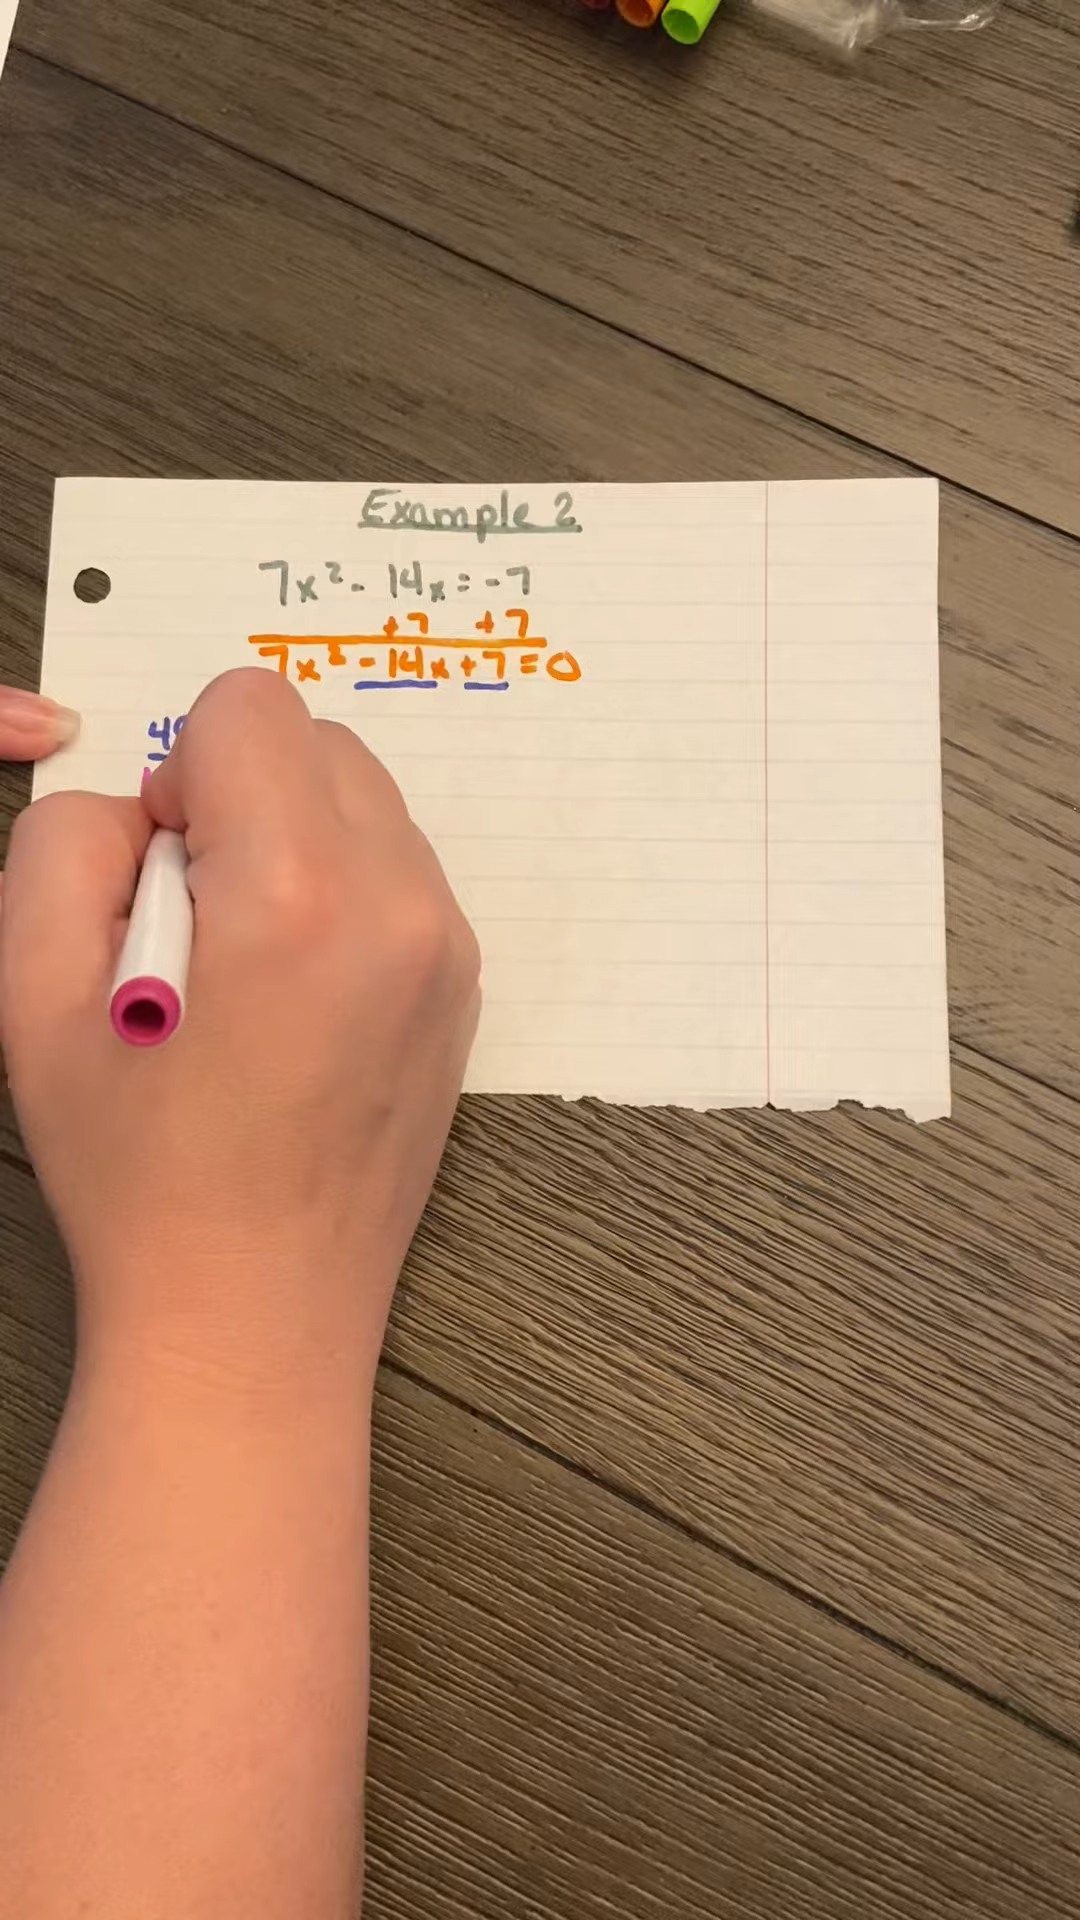 Example 2
7x² - 14x = -7
+7 +7
7x² - 14x + 7 = 0